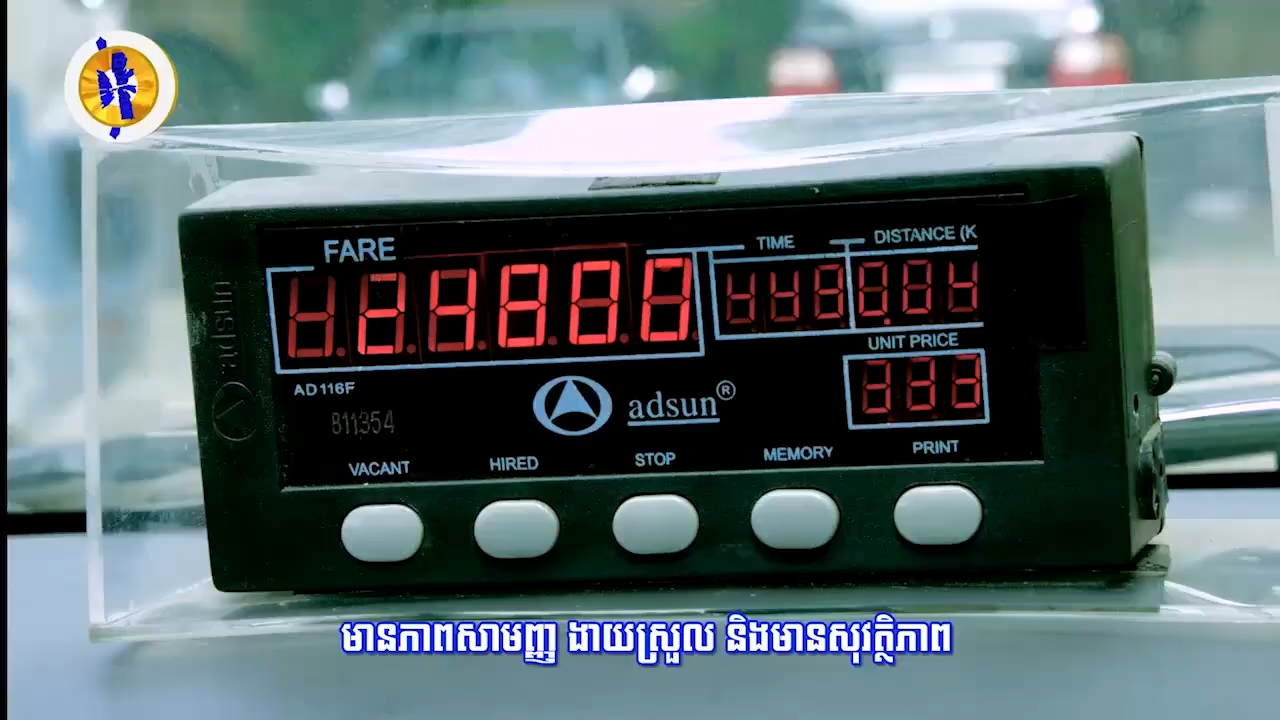 FARE
TIME
DISTANCE (K
UNIT PRICE
AD116F
811354
adsun®
adsun
VACANT
HIRED
STOP
MEMORY
PRINT
មានភាពសាមញ្ញ ងាយស្រួល និងមានសុវត្ថិភាព